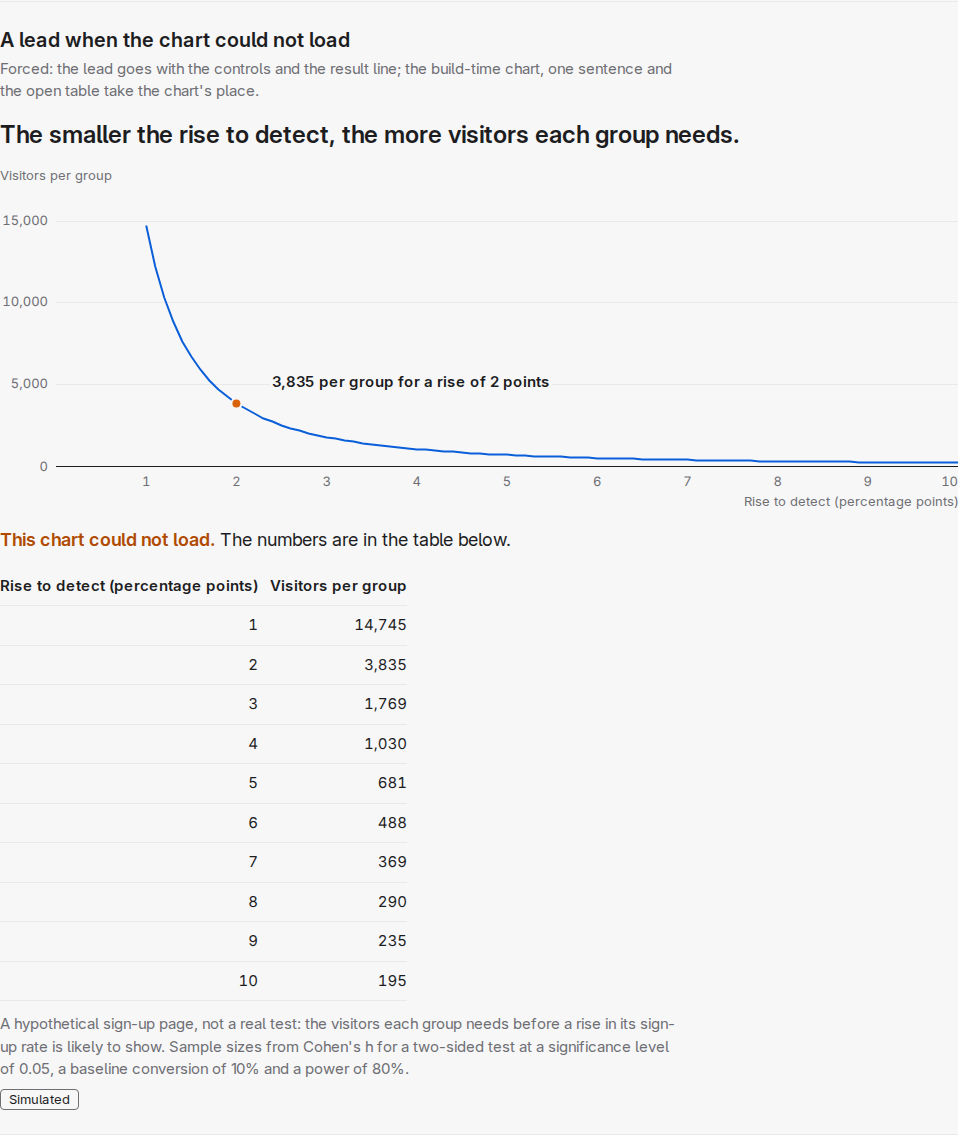 A lead when the chart could not load
Forced: the lead goes with the controls and the result line; the build-time chart, one sentence and
the open table take the chart's place.
The smaller the rise to detect, the more visitors each group needs.
Visitors per group
15,000
10,000
5,000
0
3,835 per group for a rise of 2 points
1 2 3 4 5 6 7 8 9 10
Rise to detect (percentage points)
This chart could not load. The numbers are in the table below.
Rise to detect (percentage points) Visitors per group
1 14,745
2 3,835
3 1,769
4 1,030
5 681
6 488
7 369
8 290
9 235
10 195
A hypothetical sign-up page, not a real test: the visitors each group needs before a rise in its sign-
up rate is likely to show. Sample sizes from Cohen's h for a two-sided test at a significance level
of 0.05, a baseline conversion of 10% and a power of 80%.
Simulated